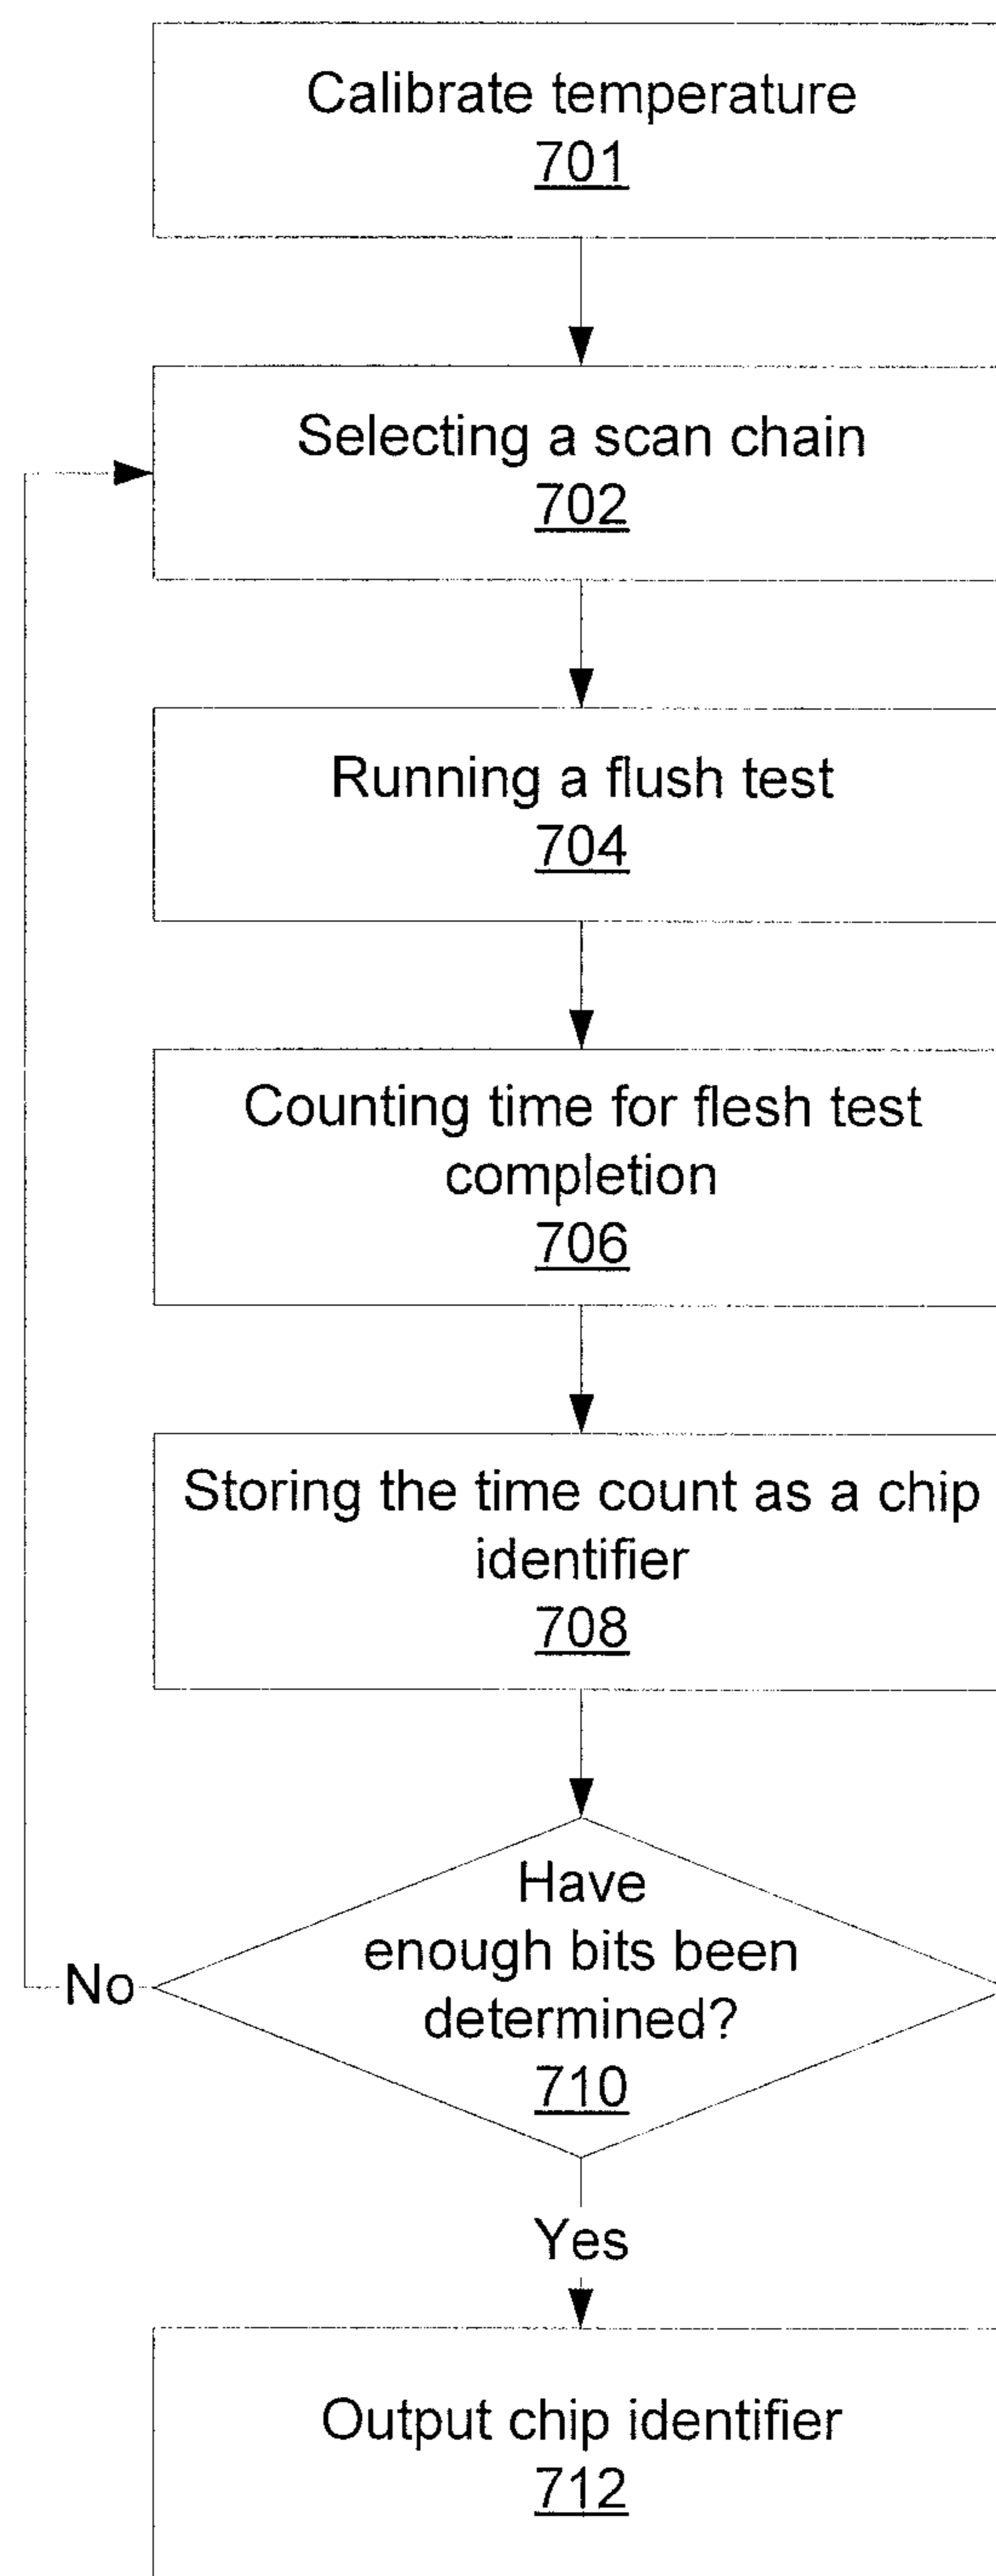 Calibrate temperature
701
Selecting a scan chain
702
Running a flush test
704
Counting time for flesh test
completion
706
Storing the time count as a chip
identifier
708
Have
enough bits been
determined?
710
No
Yes
Output chip identifier
712